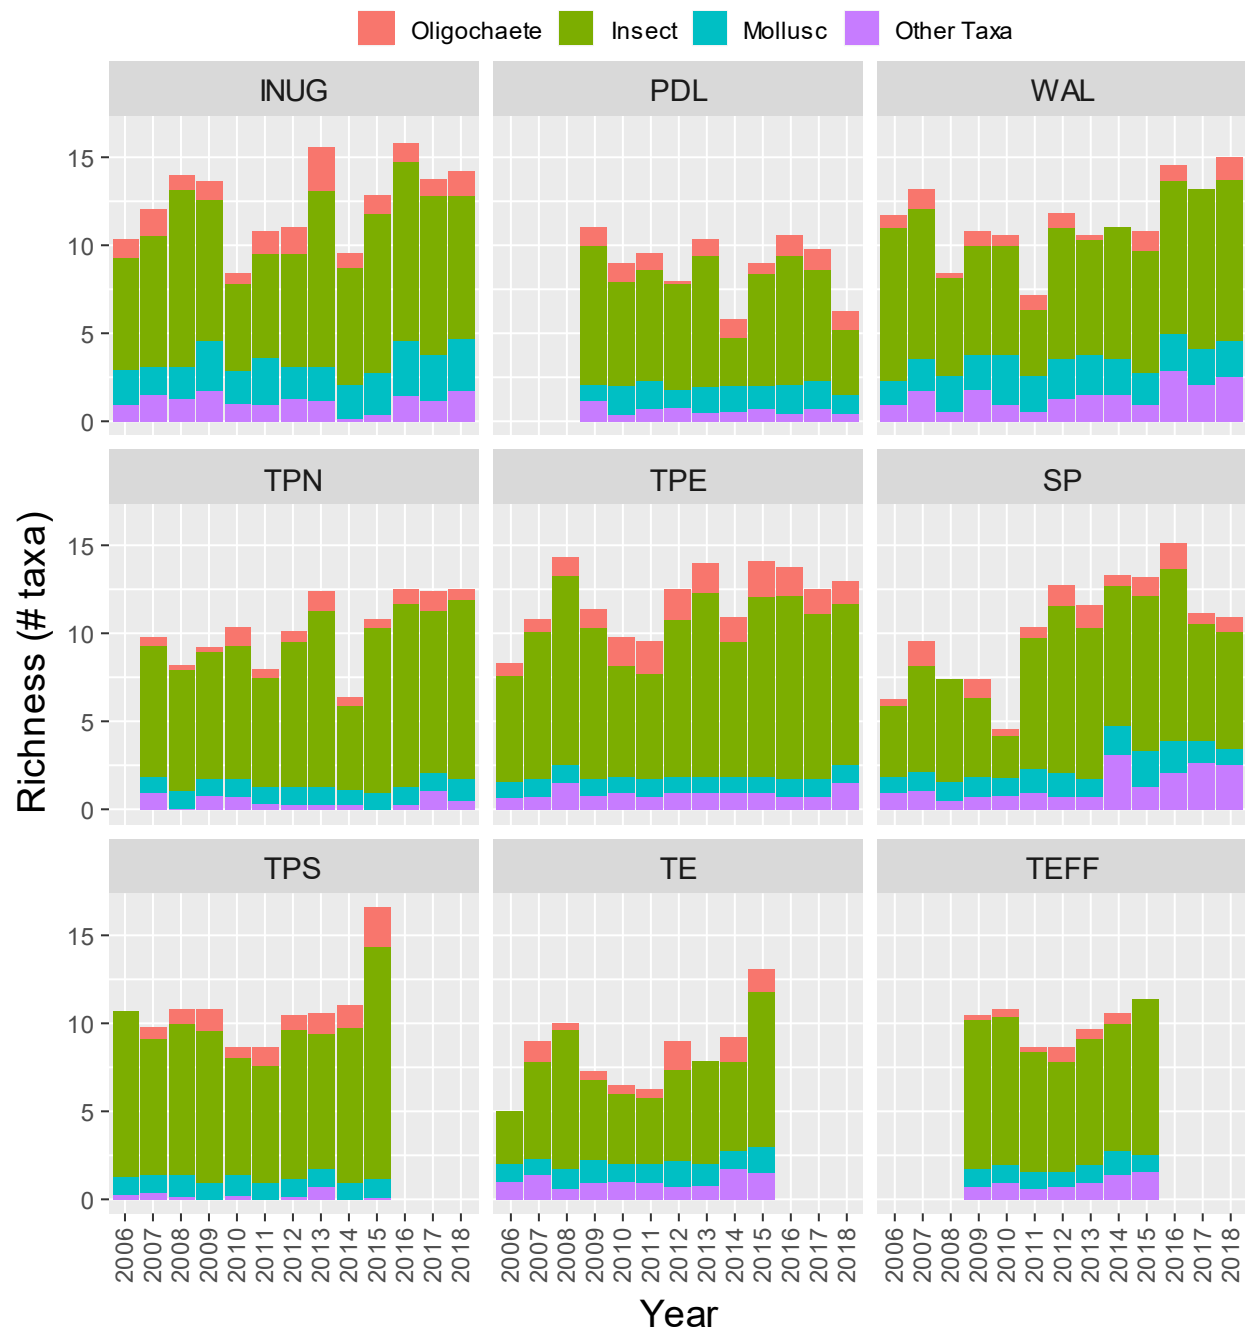 Oligochaete Insect Mollusc Other Taxa
INUG PDL WAL
15
10
5
0
TPN TPE SP
15
10
5
0
Richness (# taxa)
TPS TE TEFF
15
10
5
0
2006 2007 2008 2009 2010 2011 2012 2013 2014 2015 2016 2017 2018 2006 2007 2008 2009 2010 2011 2012 2013 2014 2015 2016 2017 2018 2006 2007 2008 2009 2010 2011 2012 2013 2014 2015 2016 2017 2018
Year